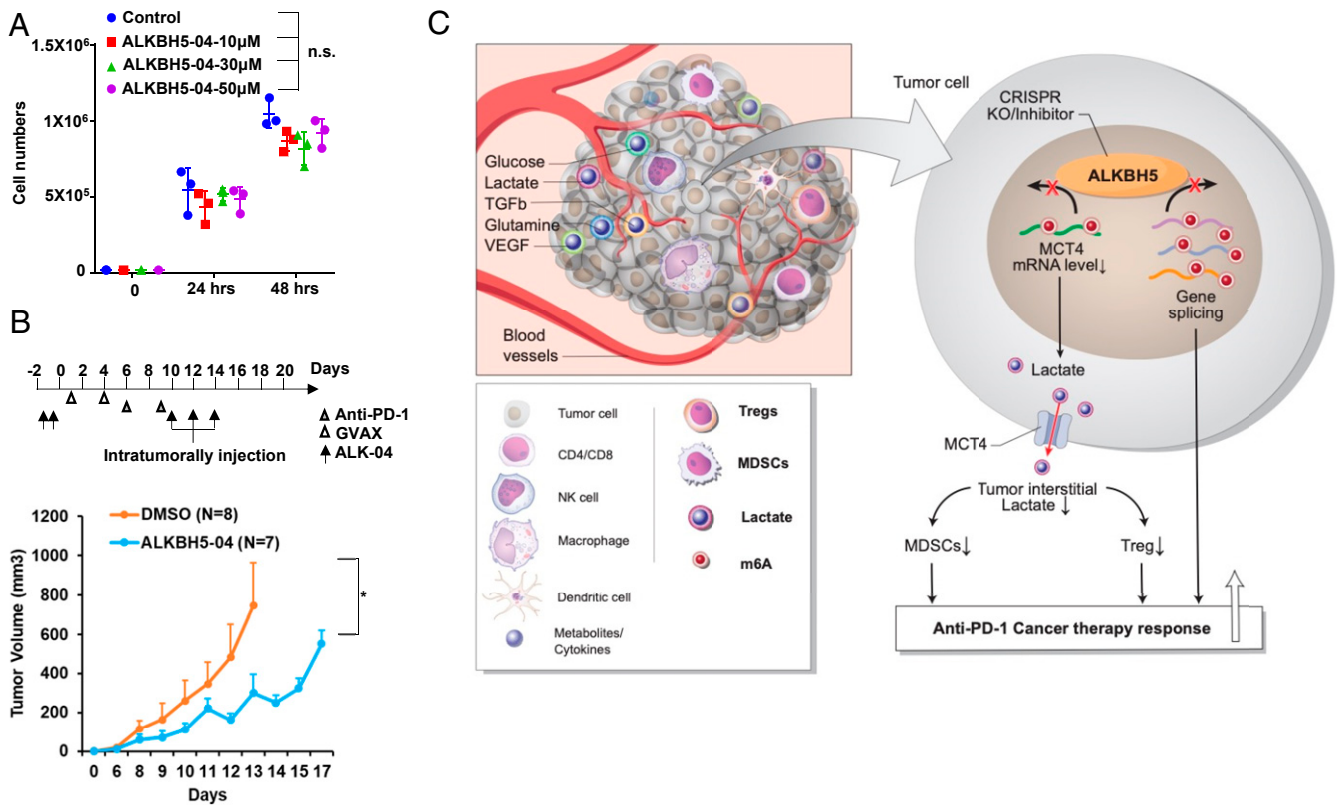 A
Control
ALKBH5-04-10µM
ALKBH5-04-30µM
ALKBH5-04-50µM
n.s.
1.5X10⁶
1X10⁶
5X10⁵
0
Cell numbers
0
24 hrs
48 hrs
B
-2 0 2 4 6 8 10 12 14 16 18 20 Days
Intratumorally injection
Anti-PD-1
GVAX
ALK-04
DMSO (N=8)
ALKBH5-04 (N=7)
*
Tumor Volume (mm3)
1200
1000
800
600
400
200
0
0 6 8 9 10 11 12 13 14 15 17
Days
C
Glucose
Lactate
TGFb
Glutamine
VEGF
Blood
vessels
Tumor cell
CD4/CD8
NK cell
Macrophage
Dendritic cell
Metabolites/
Cytokines
Tregs
MDSCs
Lactate
m6A
Tumor cell
CRISPR
KO/Inhibitor
ALKBH5
X
X
MCT4
mRNA level↓
Gene
splicing
Lactate
MCT4
Tumor interstitial
Lactate ↓
MDSCs↓
Treg↓
Anti-PD-1 Cancer therapy response